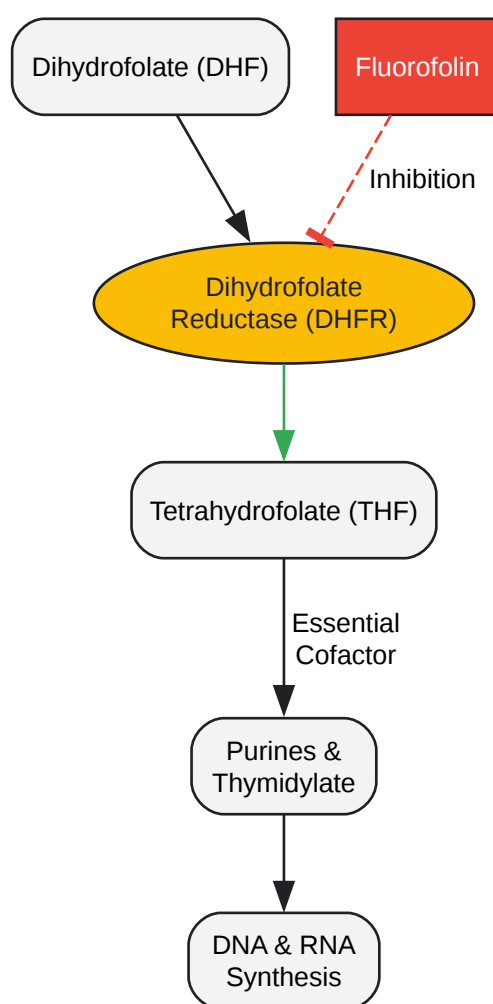 Dihydrofolate (DHF)
Fluorofolin
Inhibition
Dihydrofolate
Reductase (DHFR)
Tetrahydrofolate (THF)
Essential
Cofactor
Purines &
Thymidylate
DNA & RNA
Synthesis